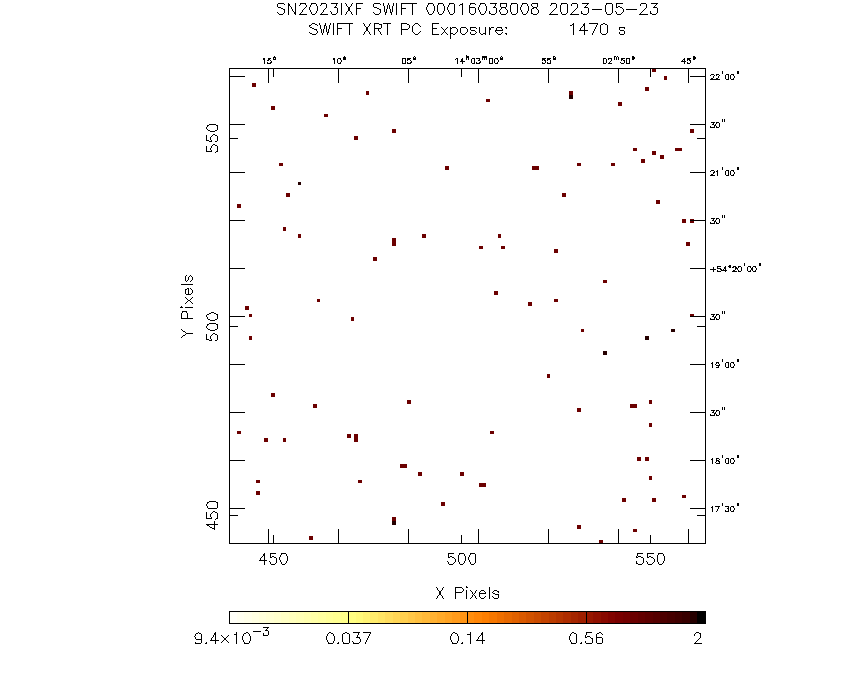 SN2023IXF SWIFT 00016038008 2023-05-23
SWIFT XRT PC Exposure: 1470 s
15ˢ 10ˢ 05ˢ 14ʰ03ᵐ00ˢ 55ˢ 02ᵐ50ˢ 45ˢ
22'00"
550
30"
21'00"
30"
+54°20'00"
Y Pixels
500
30"
19'00"
30"
18'00"
450
17'30"
450 500 550
X Pixels
9.4×10⁻³ 0.037 0.14 0.56 2